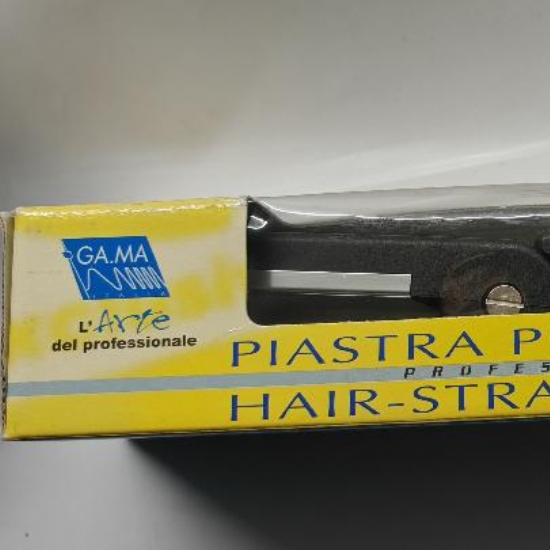 GA.MA
ITALIA
L'Arte
del professionale
PIASTRA P
PROFES
HAIR-STRA